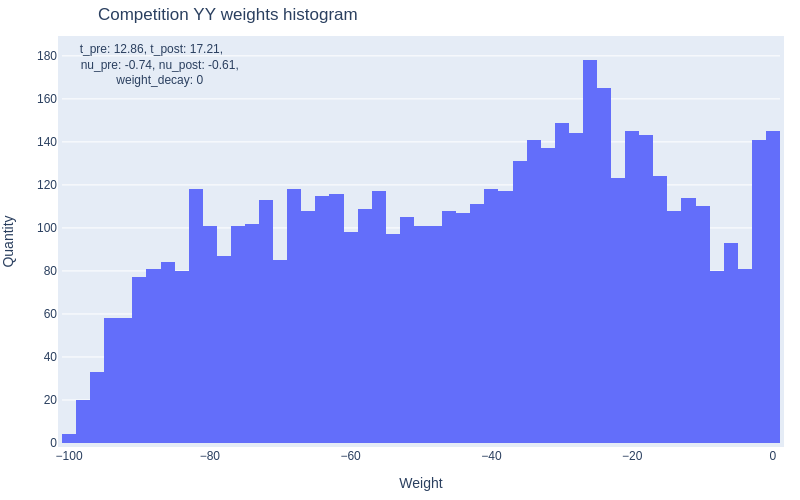 Competition YY weights histogram
t_pre: 12.86, t_post: 17.21,
nu_pre: -0.74, nu_post: -0.61,
weight_decay: 0
180
160
140
120
100
80
60
40
20
0
Quantity
−100
−80
−60
−40
−20
0
Weight